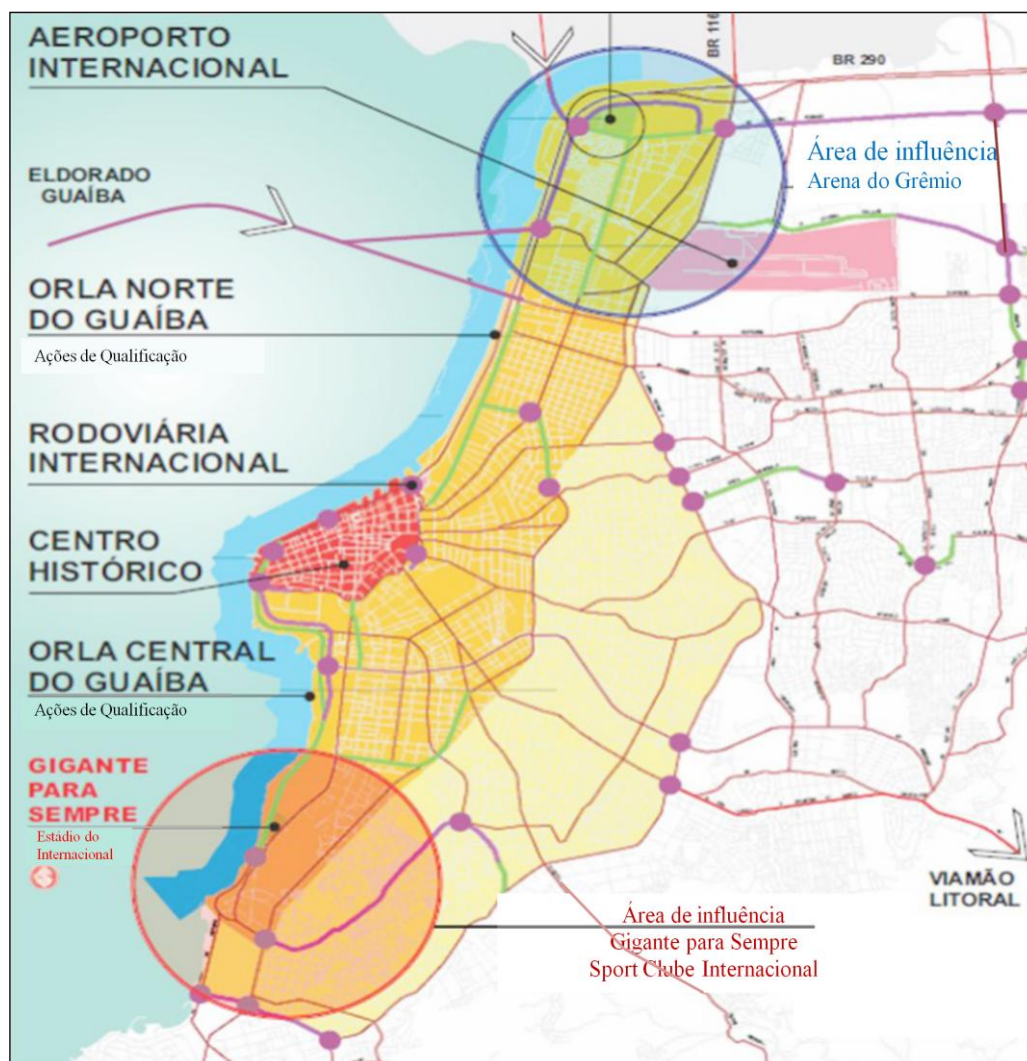 AEROPORTO
INTERNACIONAL
BR 116
BR 290
Área de influência
Arena do Grêmio
ELDORADO
GUAÍBA
ORLA NORTE
DO GUAÍBA
Ações de Qualificação
RODOVIÁRIA
INTERNACIONAL
CENTRO
HISTÓRICO
ORLA CENTRAL
DO GUAÍBA
Ações de Qualificação
GIGANTE
PARA
SEMPRE
Estádio do
Internacional
VIAMÃO
LITORAL
Área de influência
Gigante para Sempre
Sport Clube Internacional